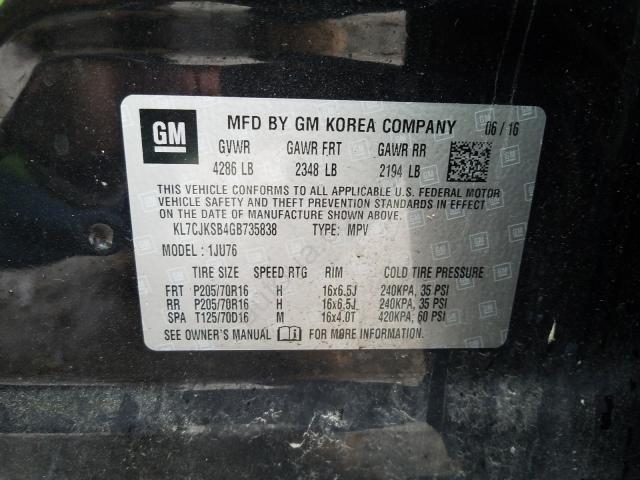 GM MFD BY GM KOREA COMPANY 06 / 16
GVWR GAWR FRT GAWR RR
4286 LB 2348 LB 2194 LB
THIS VEHICLE CONFORMS TO ALL APPLICABLE U.S. FEDERAL MOTOR
VEHICLE SAFETY AND THEFT PREVENTION STANDARDS IN EFFECT
ON THE DATE OF MANUFACTURE SHOWN ABOVE.
KL7CJKSB4GB735838 TYPE: MPV
MODEL : 1JU76
TIRE SIZE SPEED RTG RIM COLD TIRE PRESSURE
FRT P205/70R16 H 16x6.5J 240KPA, 35 PSI
RR P205/70R16 H 16x6.5J 240KPA, 35 PSI
SPA T125/70D16 M 16x4.0T 420KPA, 60 PSI
SEE OWNER'S MANUAL FOR MORE INFORMATION.